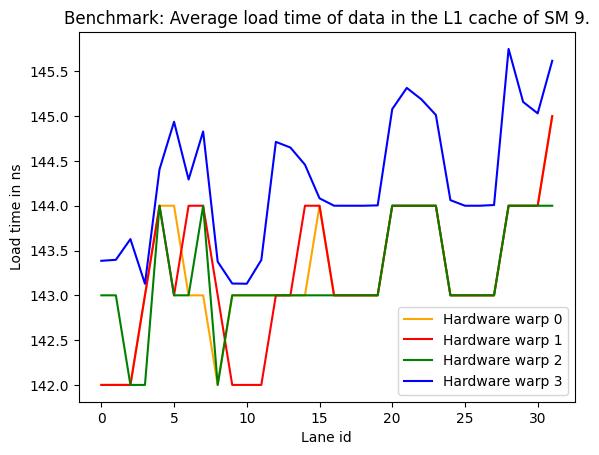 Benchmark: Average load time of data in the L1 cache of SM 9.
145.5
145.0
144.5
144.0
143.5
143.0
142.5
142.0
Load time in ns
Hardware warp 0
Hardware warp 1
Hardware warp 2
Hardware warp 3
0 5 10 15 20 25 30
Lane id